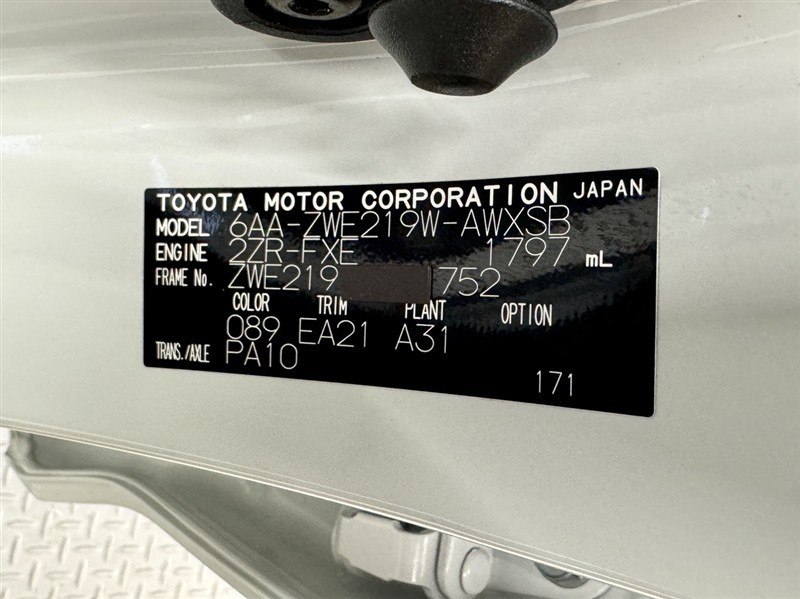 TOYOTA MOTOR CORPORATION JAPAN
MODEL 6AA-ZWE219W-AWXSB
ENGINE 2ZR-FXE 1797 mL
FRAME No. ZWE219 752
COLOR TRIM PLANT OPTION
089 EA21 A31
TRANS./AXLE PA10
171